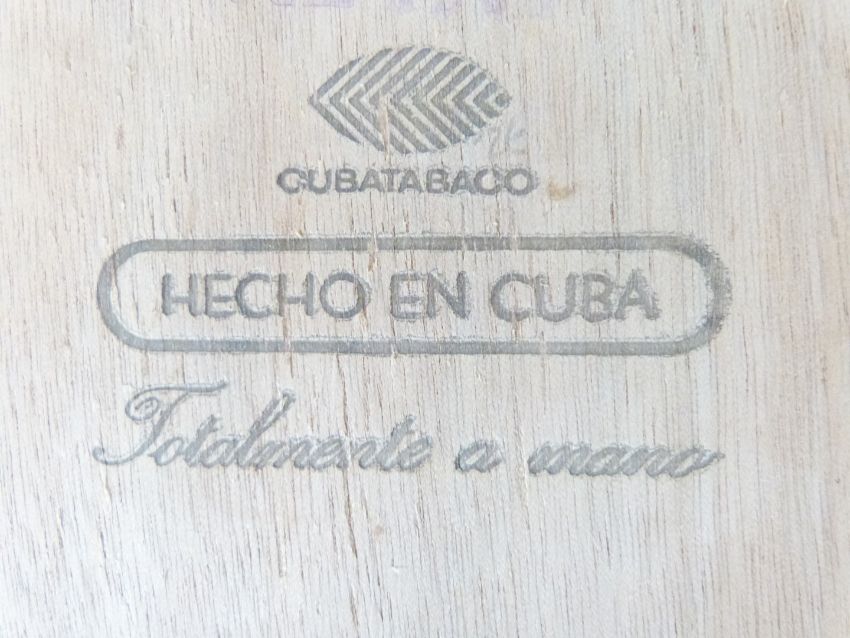 CUBATABACO
HECHO EN CUBA
Totalmente a mano